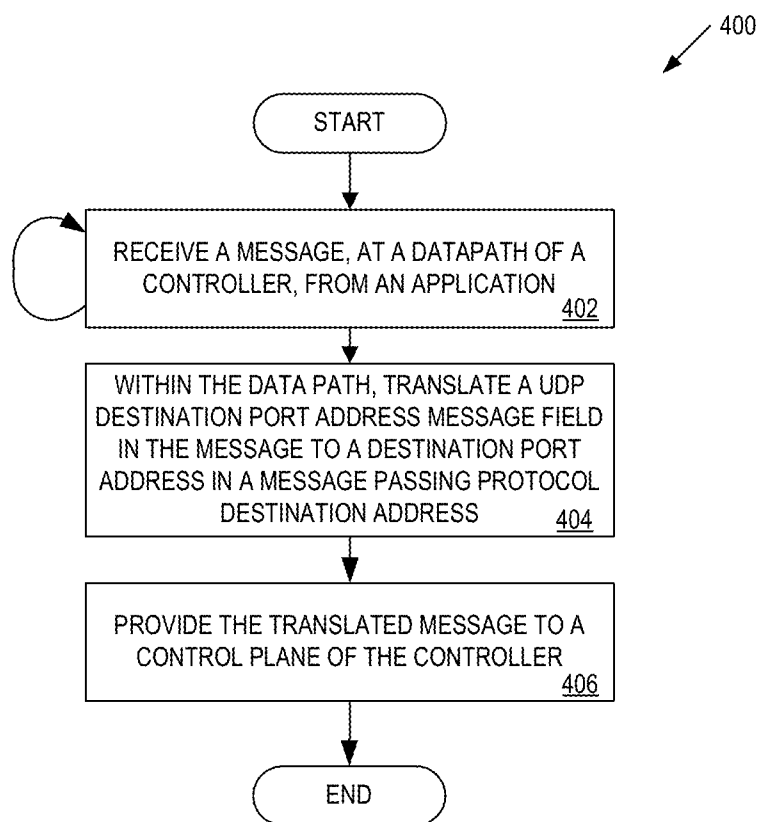 400
START
RECEIVE A MESSAGE, AT A DATAPATH OF A
CONTROLLER, FROM AN APPLICATION
402
WITHIN THE DATA PATH, TRANSLATE A UDP
DESTINATION PORT ADDRESS MESSAGE FIELD
IN THE MESSAGE TO A DESTINATION PORT
ADDRESS IN A MESSAGE PASSING PROTOCOL
DESTINATION ADDRESS
404
PROVIDE THE TRANSLATED MESSAGE TO A
CONTROL PLANE OF THE CONTROLLER
406
END